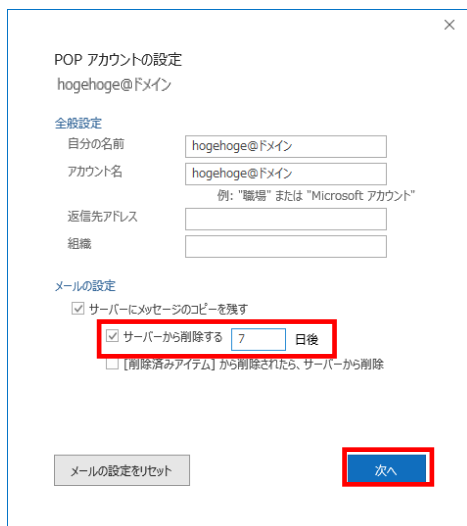 POP アカウントの設定
hogehoge@ドメイン
全般設定
自分の名前 hogehoge@ドメイン
アカウント名 hogehoge@ドメイン
例: "職場" または "Microsoft アカウント"
返信先アドレス
組織
メールの設定
サーバーにメッセージのコピーを残す
サーバーから削除する 7 日後
[削除済みアイテム] から削除されたら、サーバーから削除
メールの設定をリセット 次へ